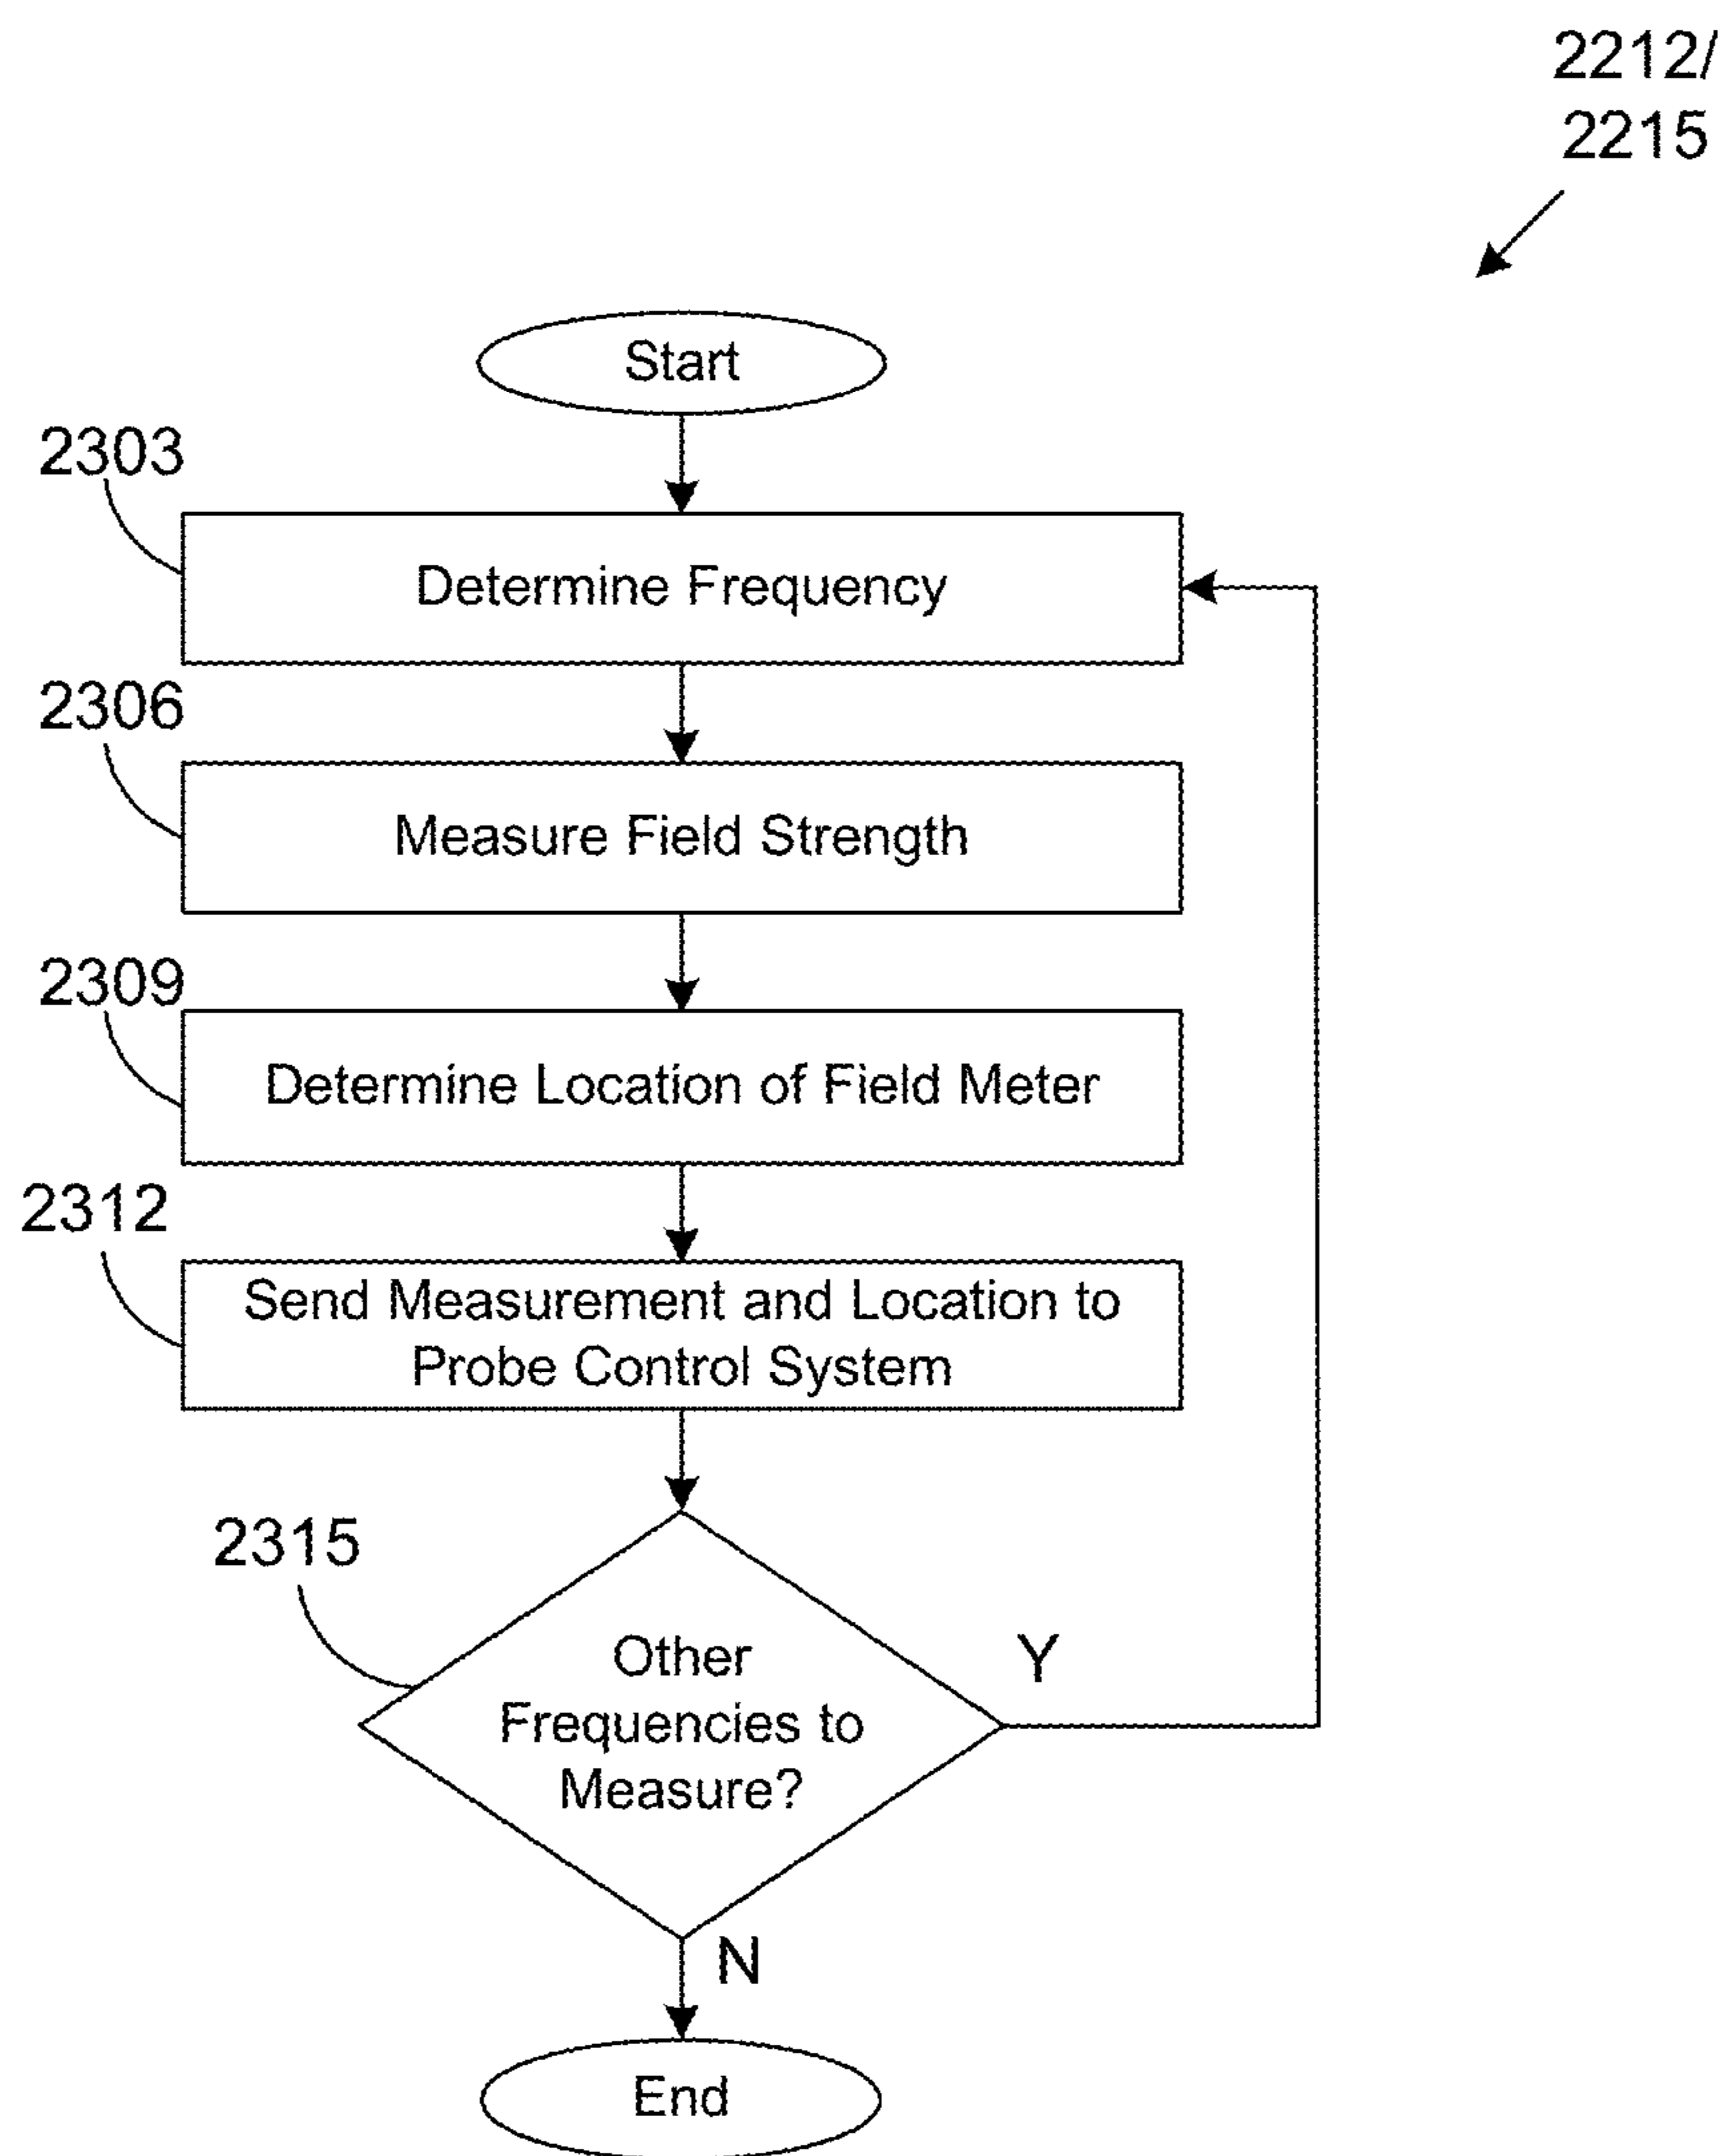 2212/
2215
Start
2303
Determine Frequency
2306
Measure Field Strength
2309
Determine Location of Field Meter
2312
Send Measurement and Location to
Probe Control System
2315
Other
Frequencies to
Measure?
Y
N
End